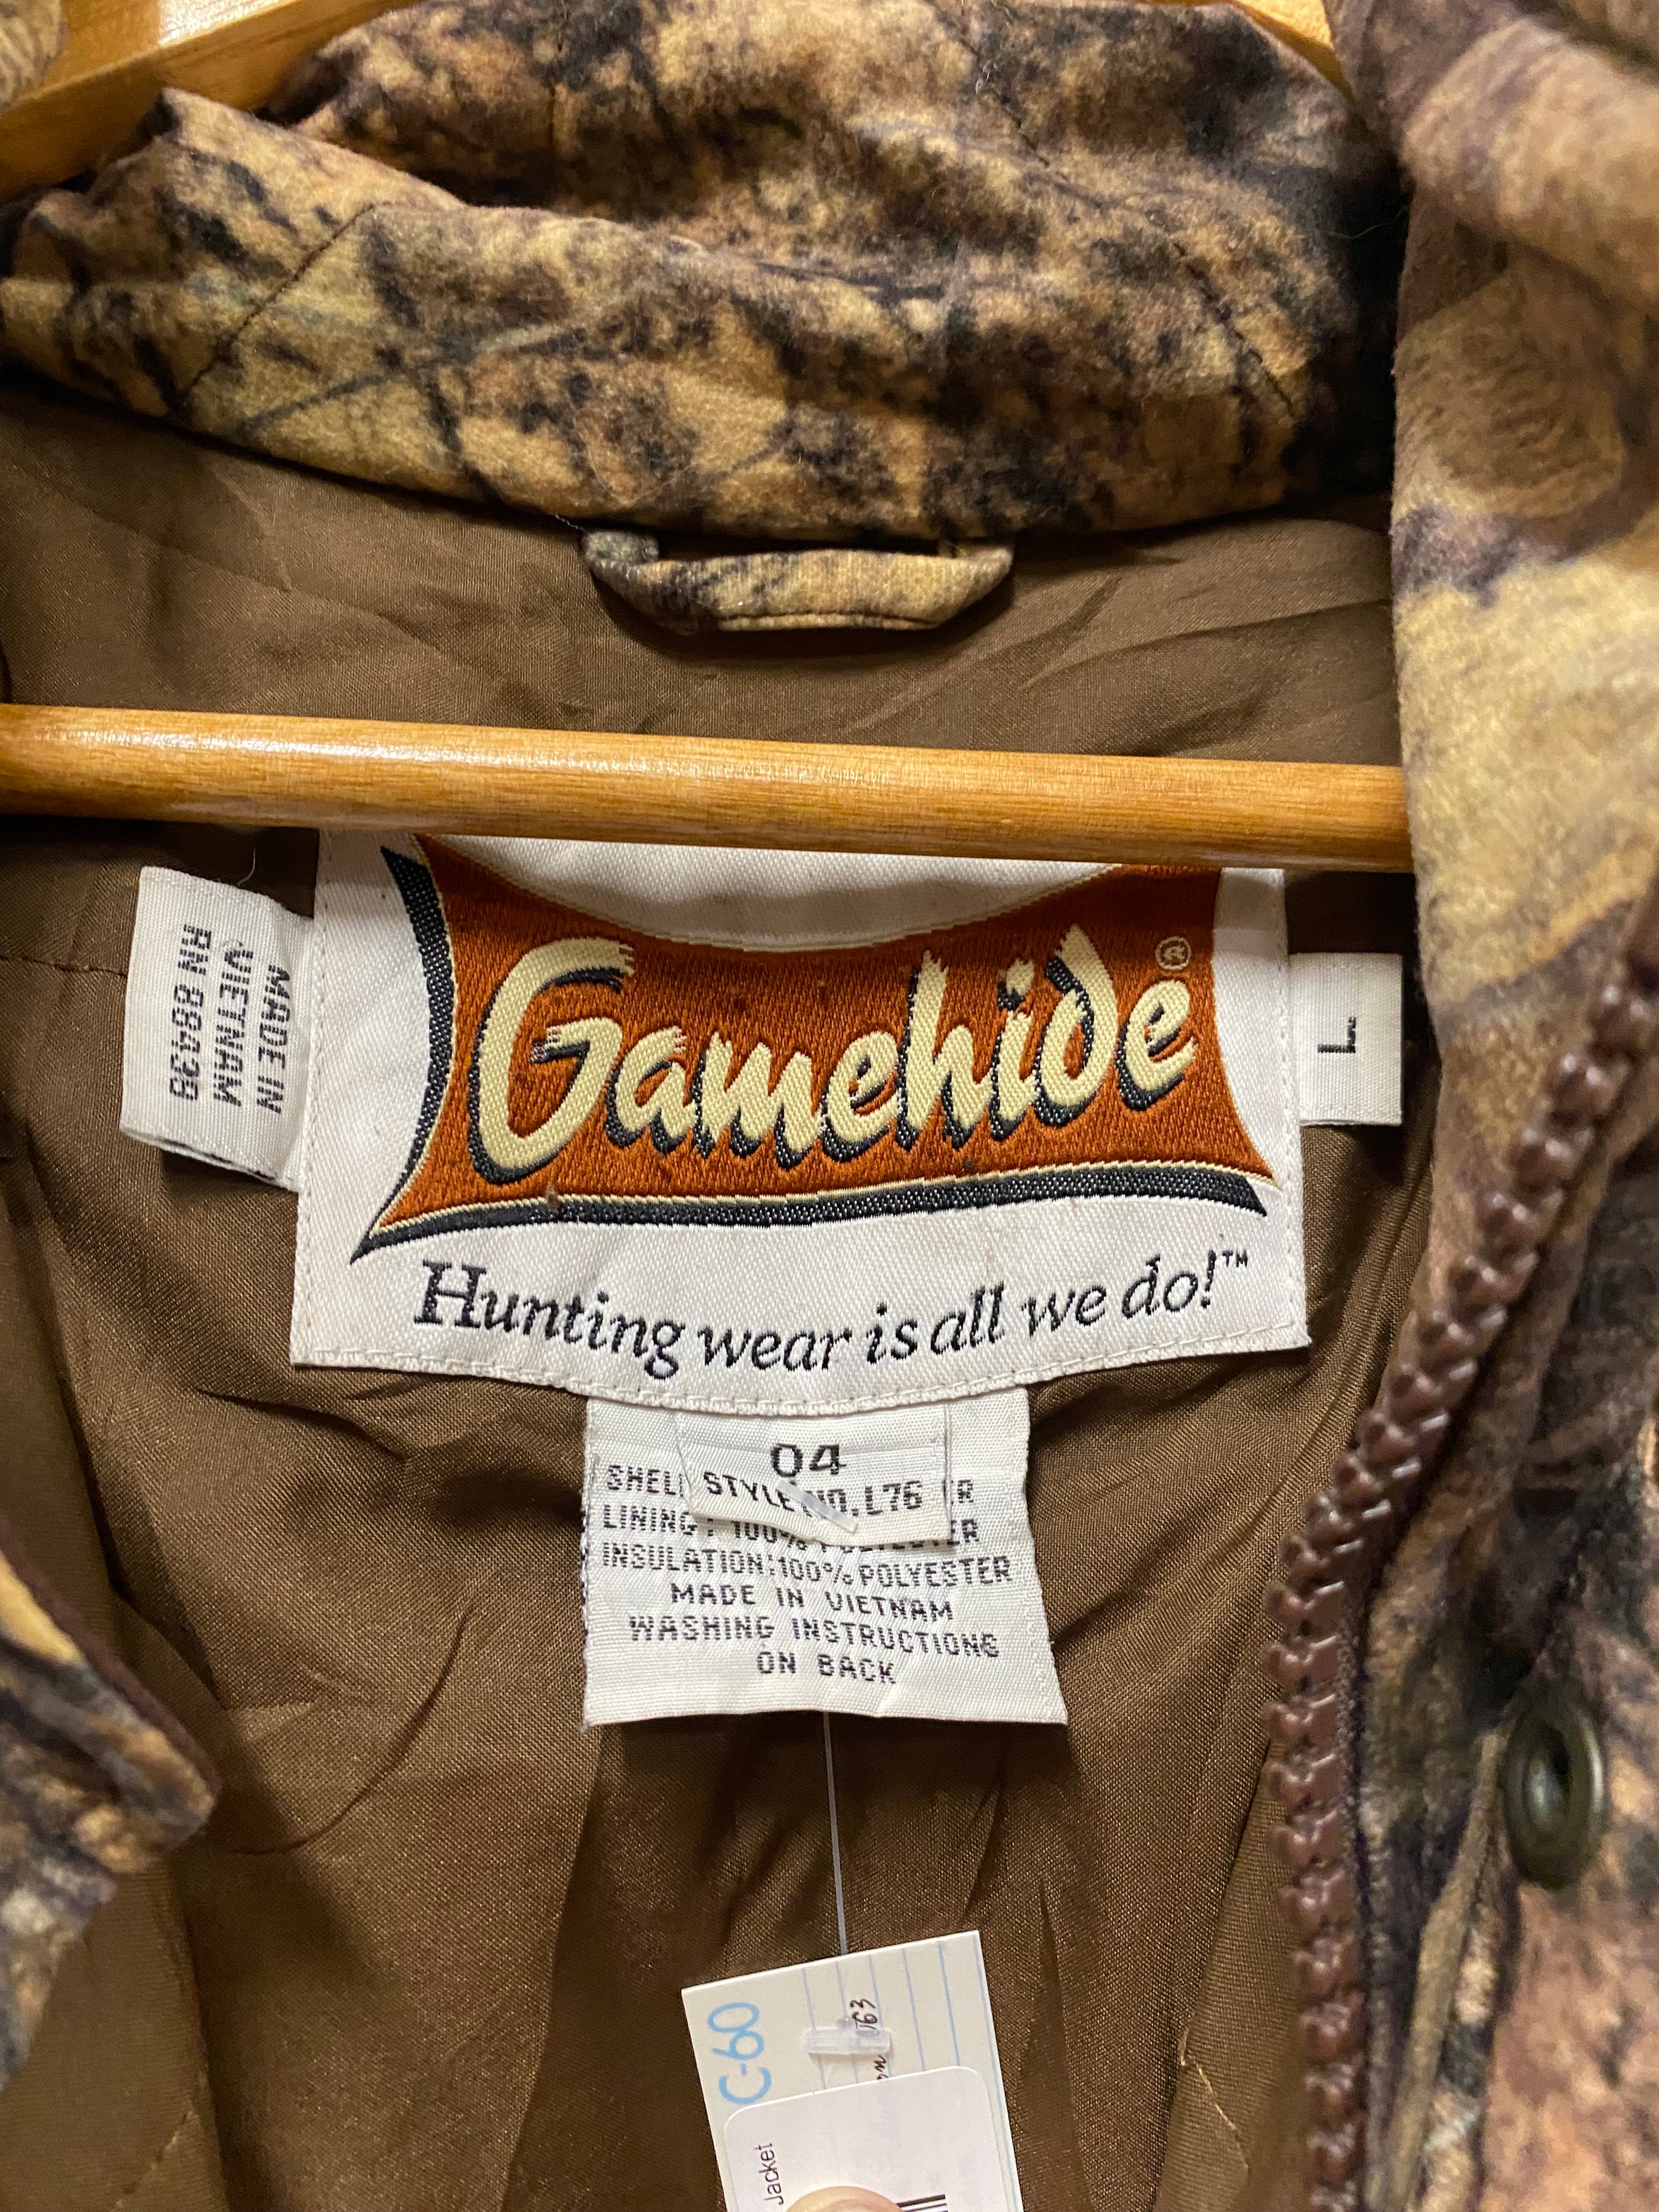 MADE IN
VIETNAM
RN 88438
Gamehide®
L
Hunting wear is all we do!™
04
STYLE NO. L76
SHELL
LINING: 100%
INSULATION:100% POLYESTER
MADE IN VIETNAM
WASHING INSTRUCTIONS
ON BACK
C-60
Jacket